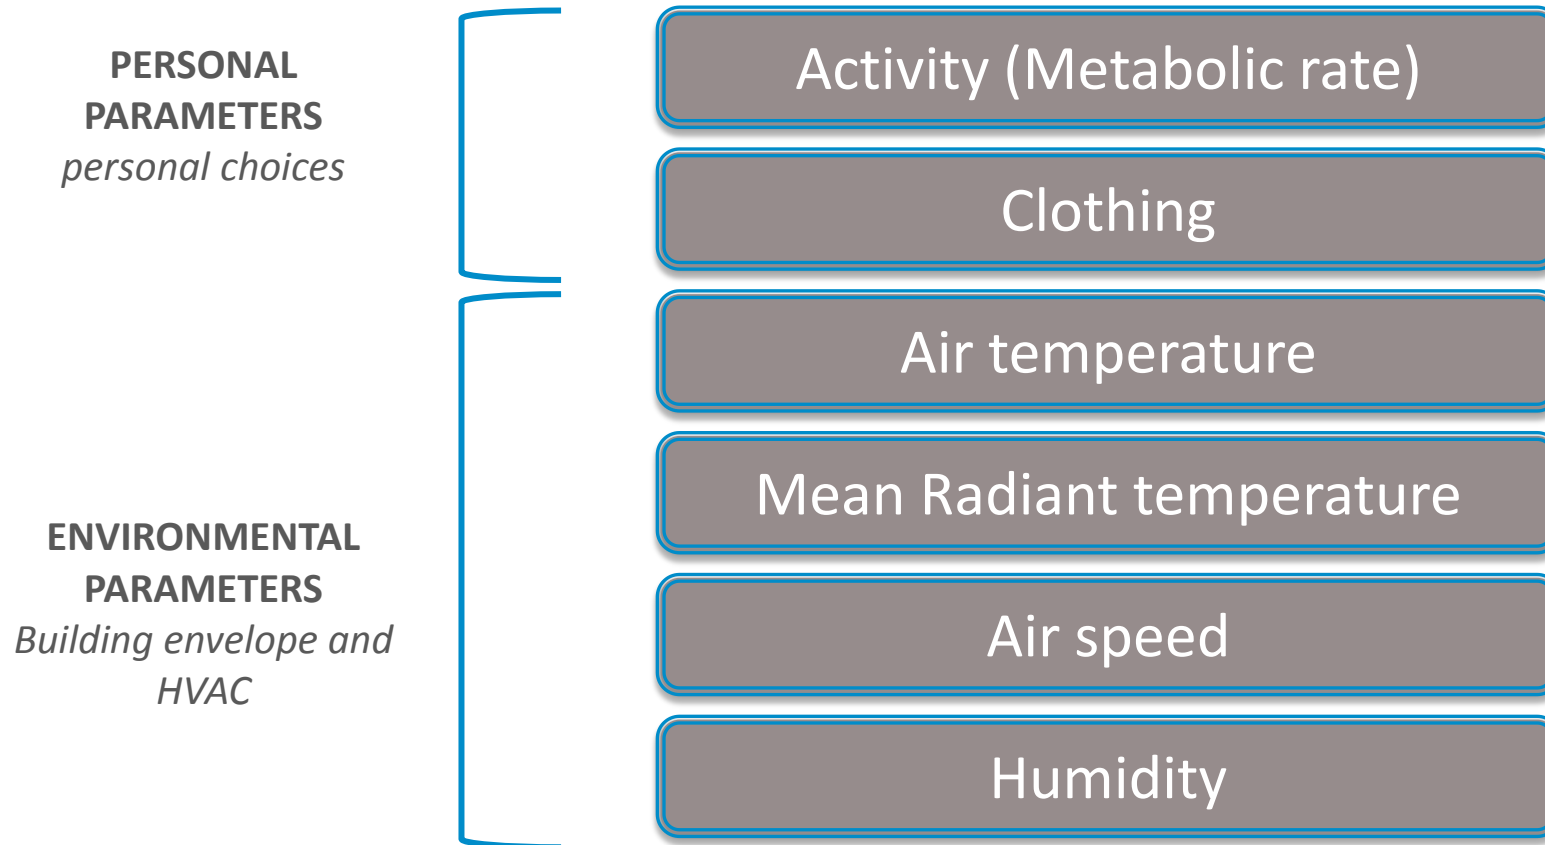 PERSONAL
PARAMETERS
personal choices
Activity (Metabolic rate)
Clothing
ENVIRONMENTAL
PARAMETERS
Building envelope and
HVAC
Air temperature
Mean Radiant temperature
Air speed
Humidity